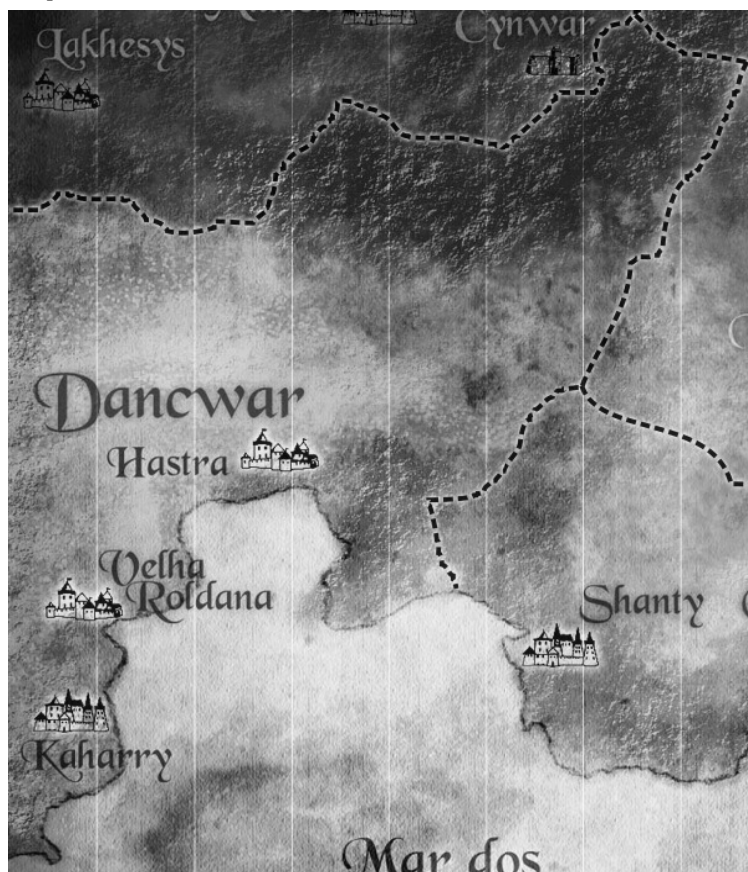 Lakhesys
Cynwar
Dancwar
Hastra
Velha
Roldana
Shanty
Kaharry
Mar dos